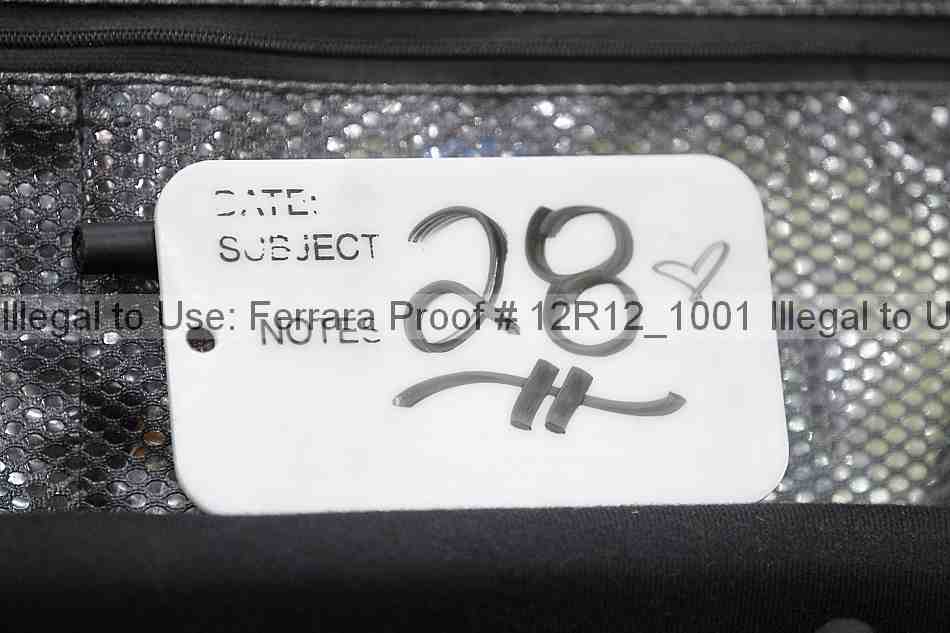 DATE:
SUBJECT
28
NOTES
Illegal to Use: Ferrara Proof # 12R12_1001 Illegal to U